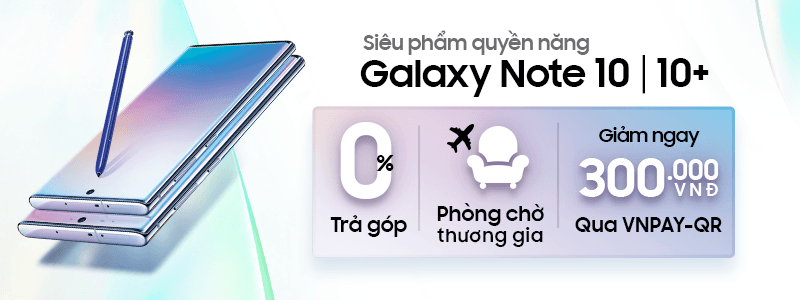 Siêu phẩm quyền năng
Galaxy Note 10 | 10+
0%
Trả góp
Phòng chờ
thương gia
Giảm ngay
300.000
VNĐ
Qua VNPAY-QR